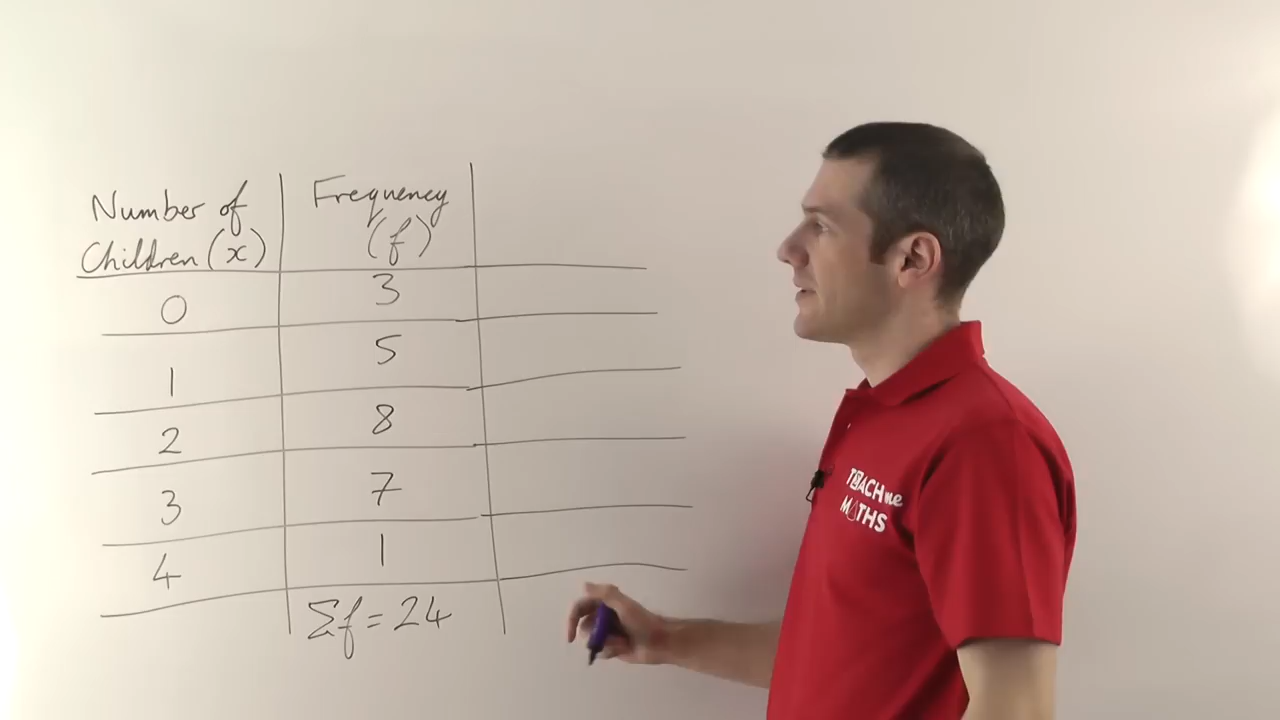 Number of
Children (x)
Frequency
(f)
0
3
1
5
2
8
3
7
4
1
Σf = 24
TEACH me
MATHS